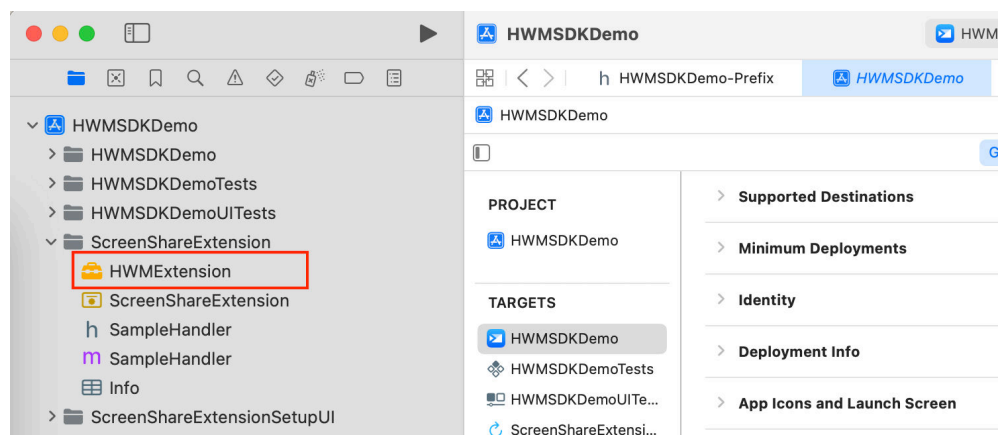 HWMSDKDemo
HWM
HWMSDKDemo-Prefix
HWMSDKDemo
HWMSDKDemo
G
HWMSDKDemo
HWMSDKDemo
HWMSDKDemoTests
HWMSDKDemoUITests
ScreenShareExtension
HWMExtension
ScreenShareExtension
h SampleHandler
m SampleHandler
Info
ScreenShareExtensionSetupUI
PROJECT
HWMSDKDemo
TARGETS
HWMSDKDemo
HWMSDKDemoTests
HWMSDKDemoUITe...
ScreenShareExtensi...
Supported Destinations
Minimum Deployments
Identity
Deployment Info
App Icons and Launch Screen